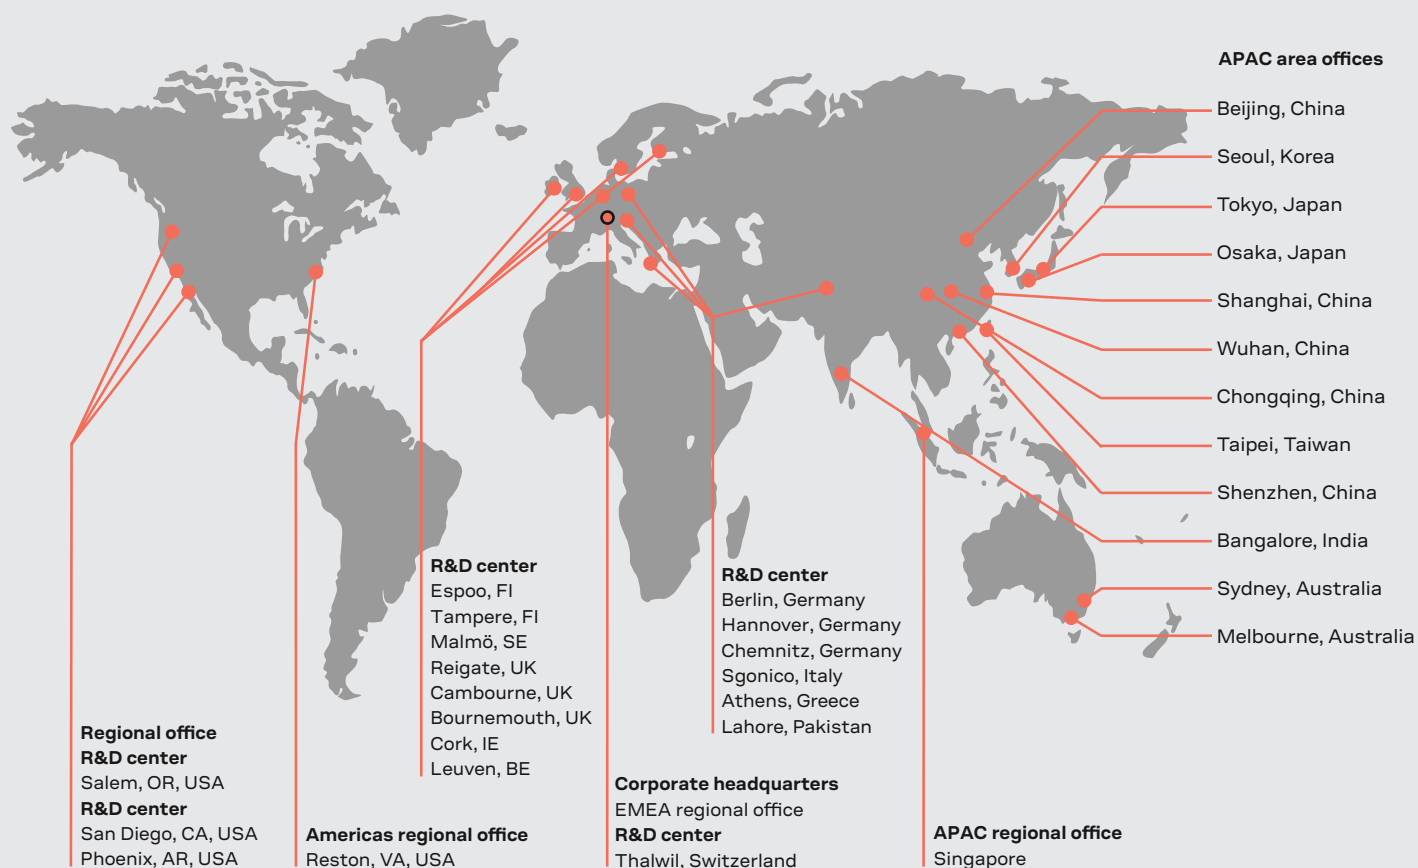 APAC area offices
Beijing, China
Seoul, Korea
Tokyo, Japan
Osaka, Japan
Shanghai, China
Wuhan, China
Chongqing, China
Taipei, Taiwan
Shenzhen, China
Bangalore, India
Sydney, Australia
Melbourne, Australia
Regional office
R&D center
Salem, OR, USA
R&D center
San Diego, CA, USA
Phoenix, AR, USA
Americas regional office
Reston, VA, USA
R&D center
Espoo, FI
Tampere, FI
Malmö, SE
Reigate, UK
Cambourne, UK
Bournemouth, UK
Cork, IE
Leuven, BE
Corporate headquarters
EMEA regional office
R&D center
Thalwil, Switzerland
R&D center
Berlin, Germany
Hannover, Germany
Chemnitz, Germany
Sgonico, Italy
Athens, Greece
Lahore, Pakistan
APAC regional office
Singapore